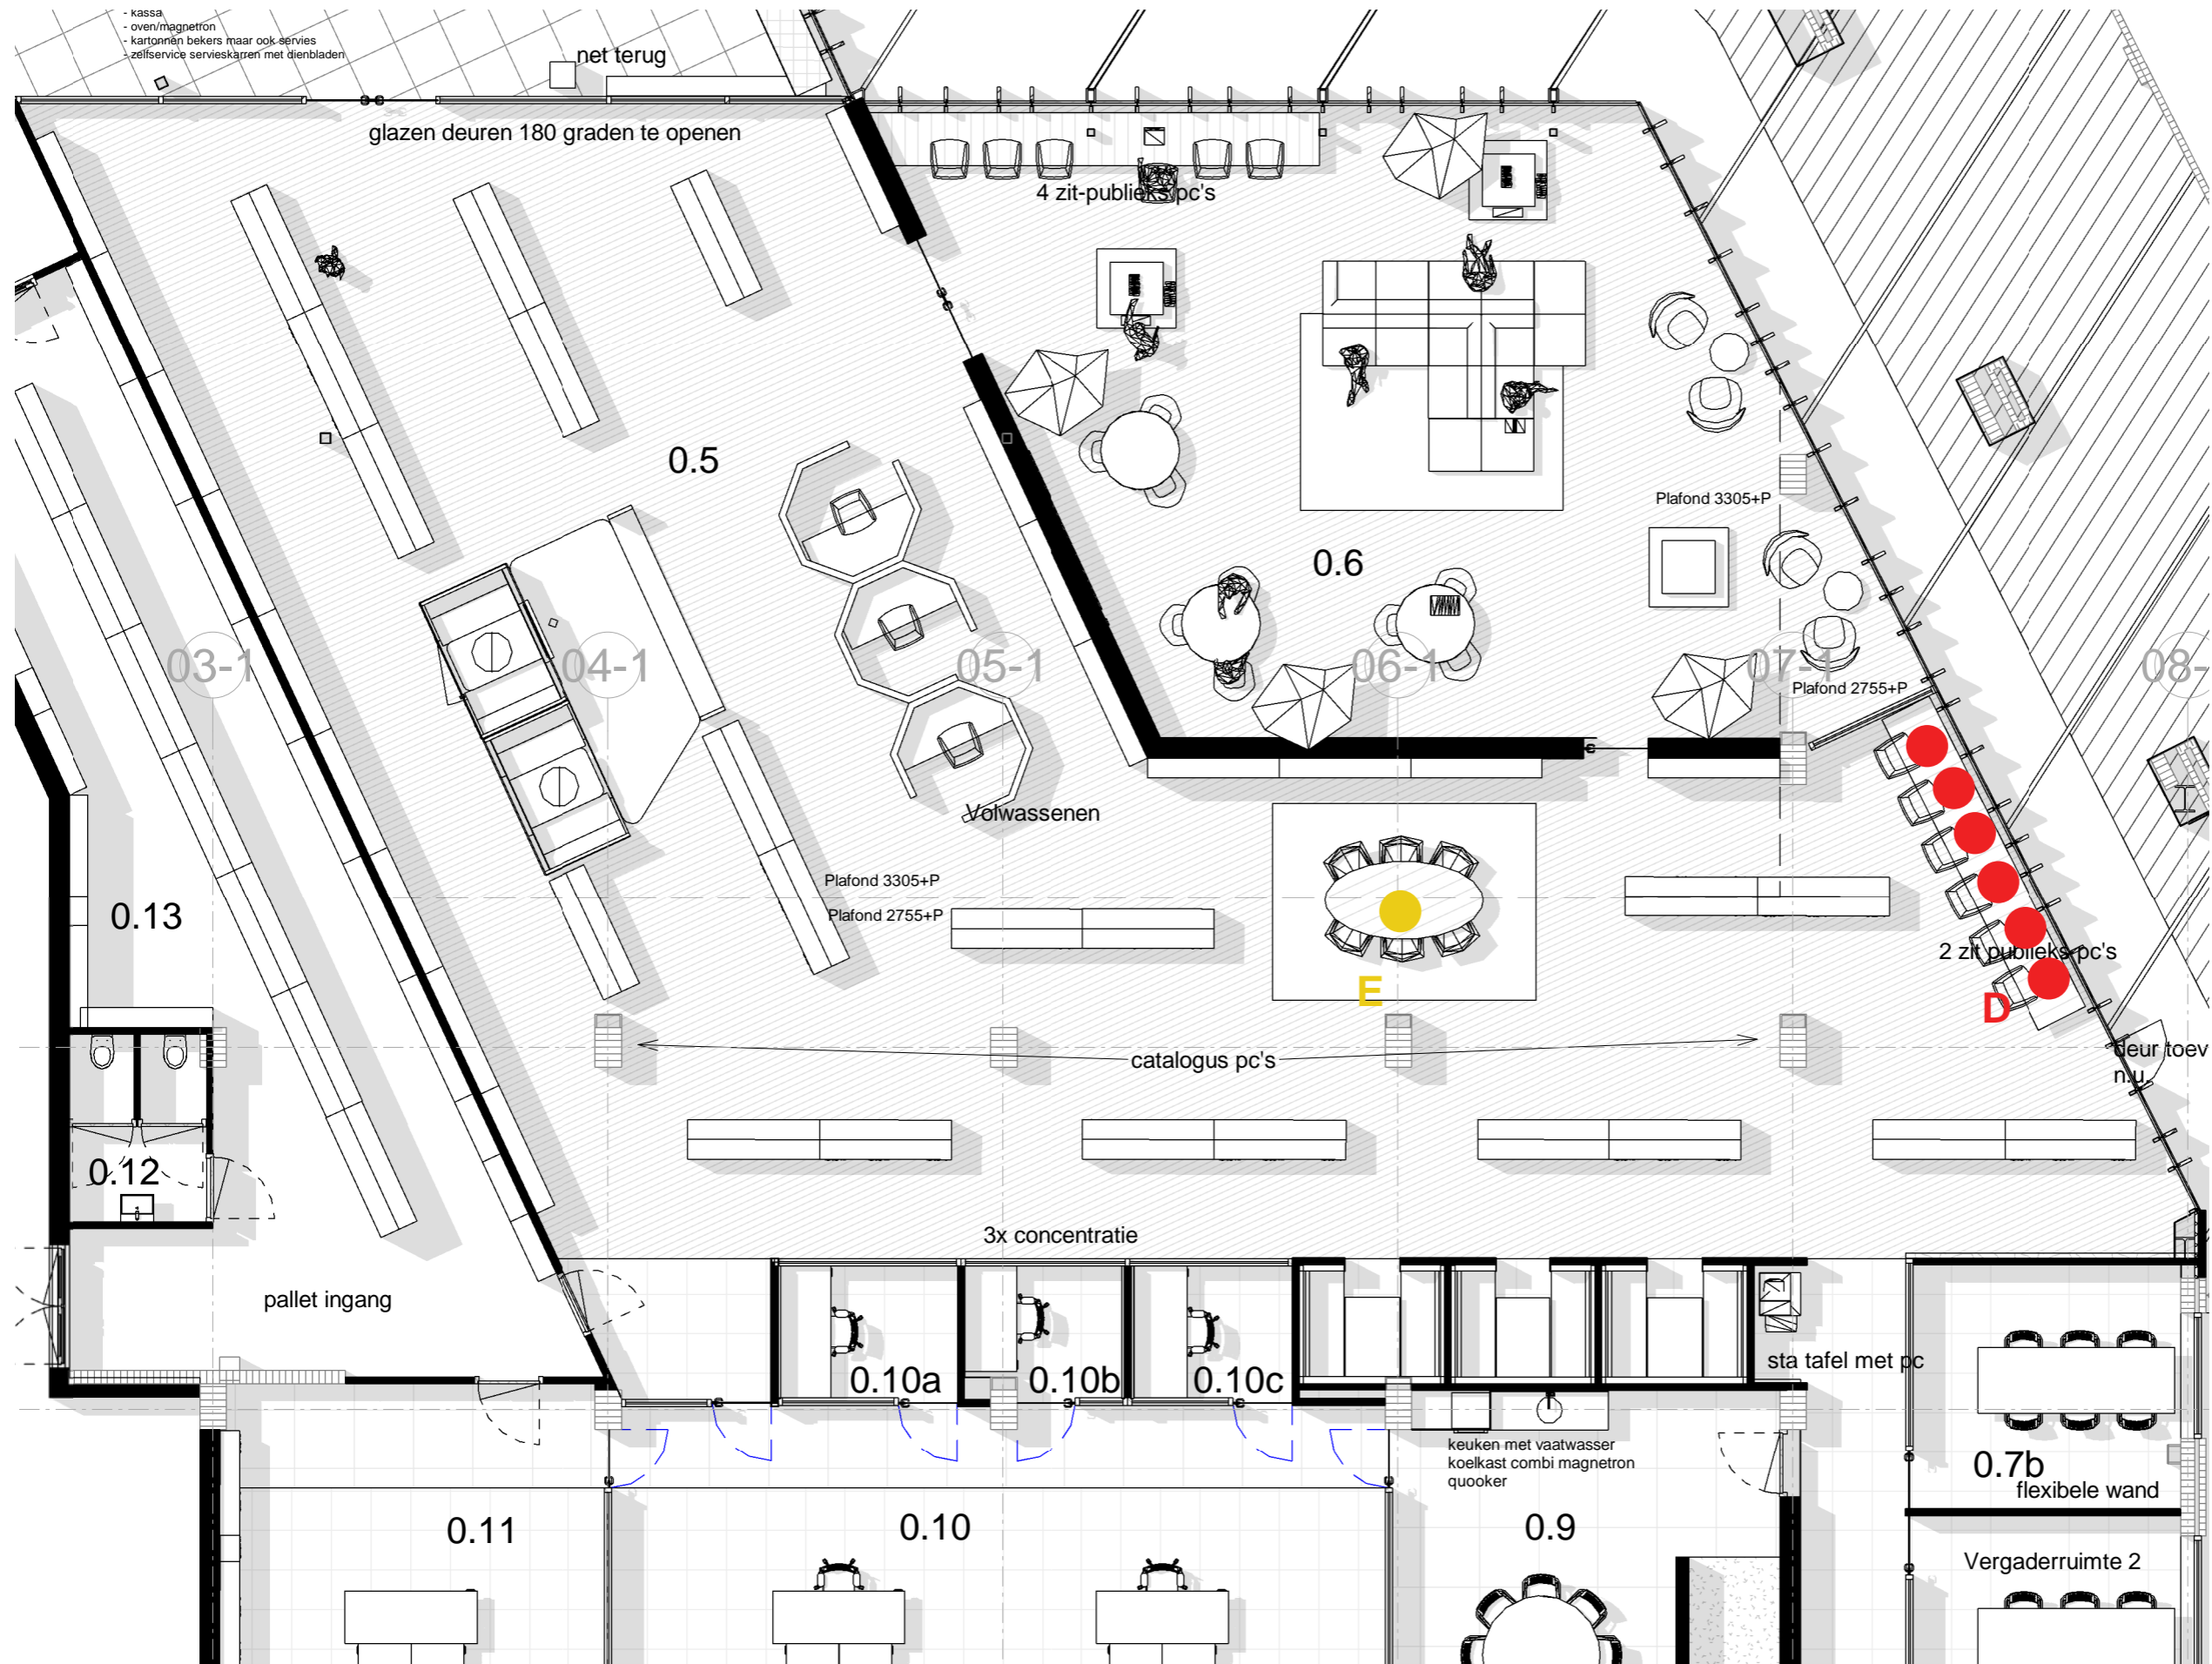 - kassa
- oven/magnetron
- kartonnen bekers maar ook servies
- zelfservice servieskarren met dienbladen
net terug
glazen deuren 180 graden te openen
4 zit-publieks pc's
0.5
Plafond 3305+P
0.6
03-1
04-1
05-1
06-1
07-1
08-
Plafond 2755+P
Volwassenen
Plafond 3305+P
Plafond 2755+P
0.13
2 zit publieks-pc's
E
D
catalogus pc's
deur toev
n.u.
0.12
3x concentratie
pallet ingang
0.10a
0.10b
0.10c
sta tafel met pc
keuken met vaatwasser
koelkast combi magnetron
quooker
0.7b
flexibele wand
0.11
0.10
0.9
Vergaderruimte 2